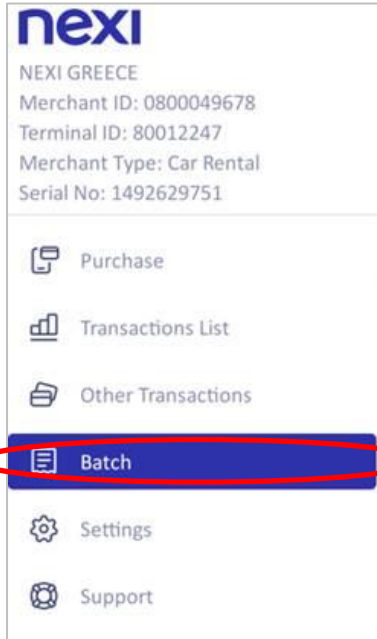 nexi
NEXI GREECE
Merchant ID: 0800049678
Terminal ID: 80012247
Merchant Type: Car Rental
Serial No: 1492629751
Purchase
Transactions List
Other Transactions
Batch
Settings
Support